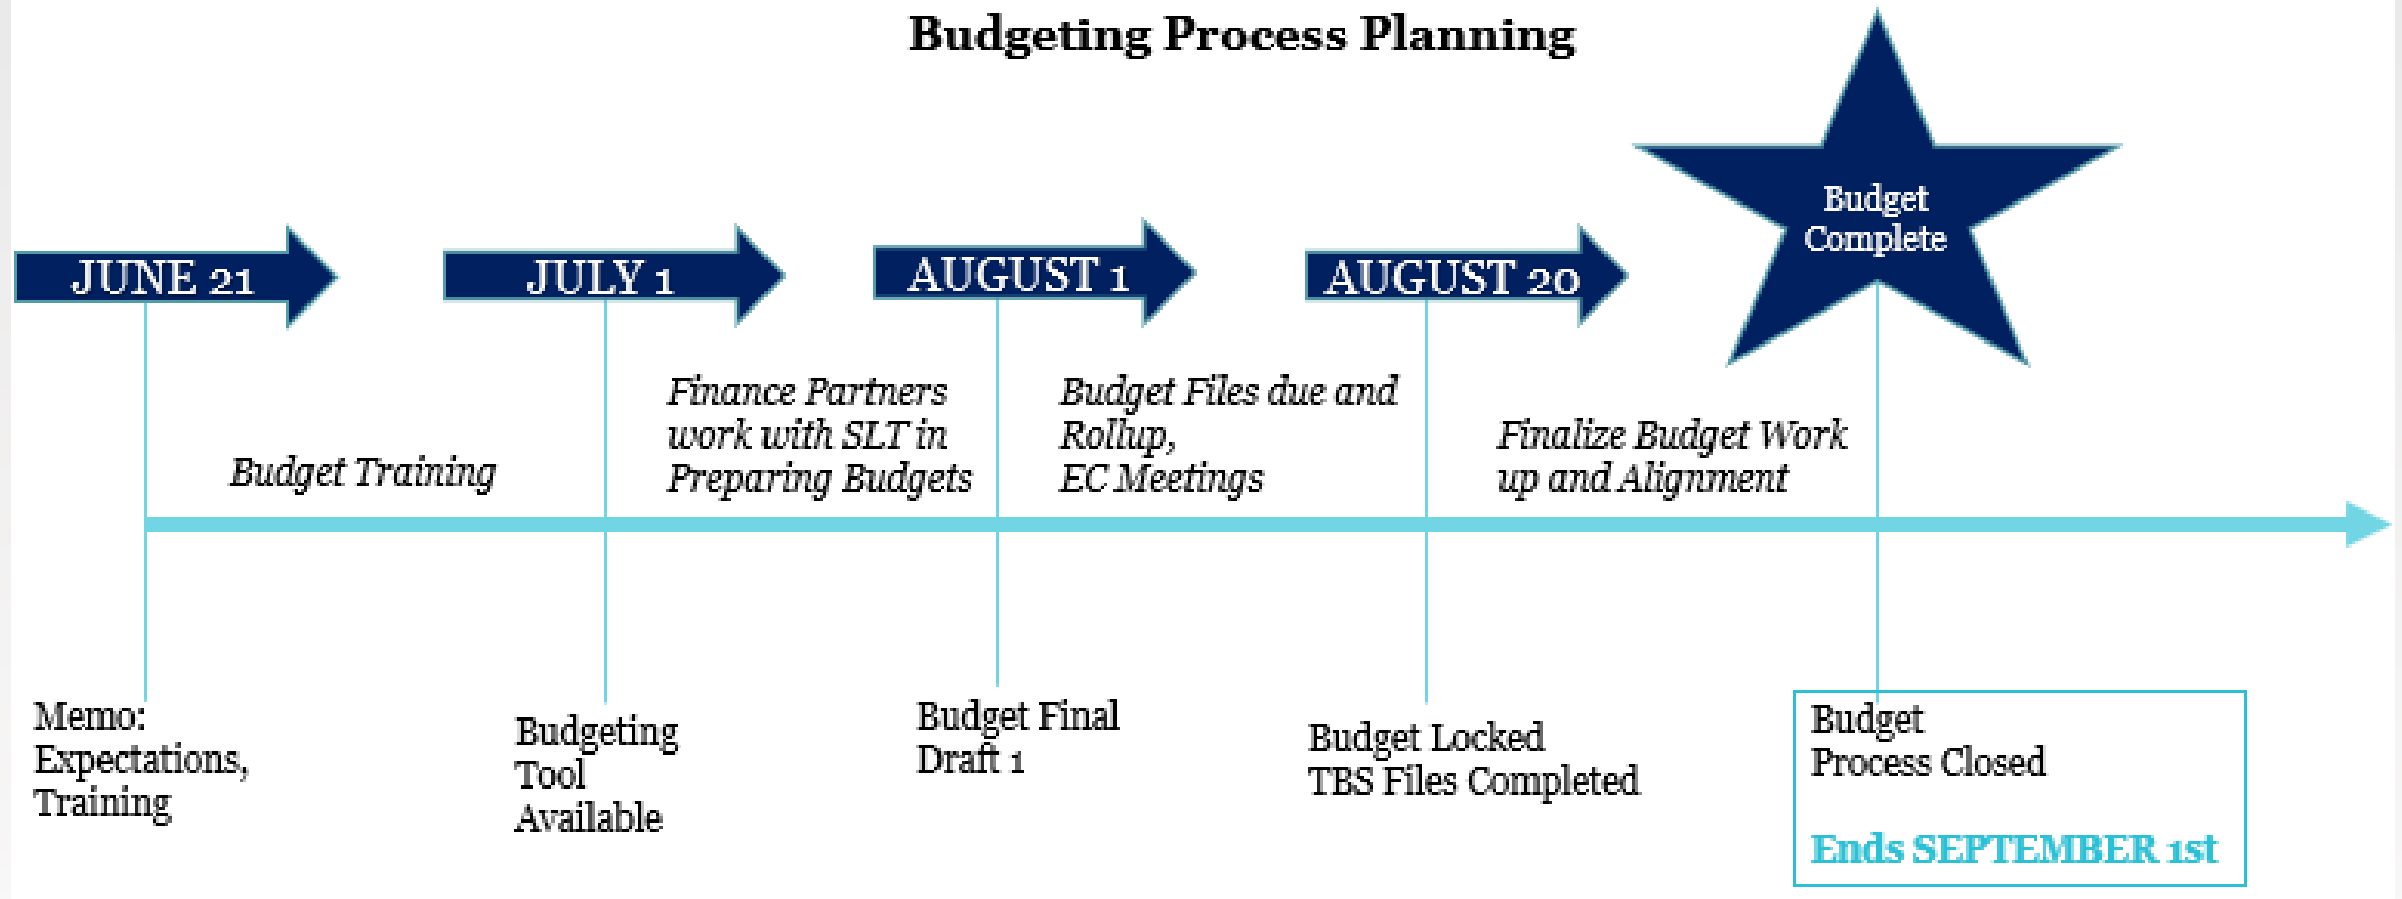 Budgeting Process Planning
Budget
Complete
JUNE 21
JULY 1
AUGUST 1
AUGUST 20
Budget Training
Finance Partners
work with SLT in
Preparing Budgets
Budget Files due and
Rollup,
EC Meetings
Finalize Budget Work
up and Alignment
Memo:
Expectations,
Training
Budgeting
Tool
Available
Budget Final
Draft 1
Budget Locked
TBS Files Completed
Budget
Process Closed
Ends SEPTEMBER 1st